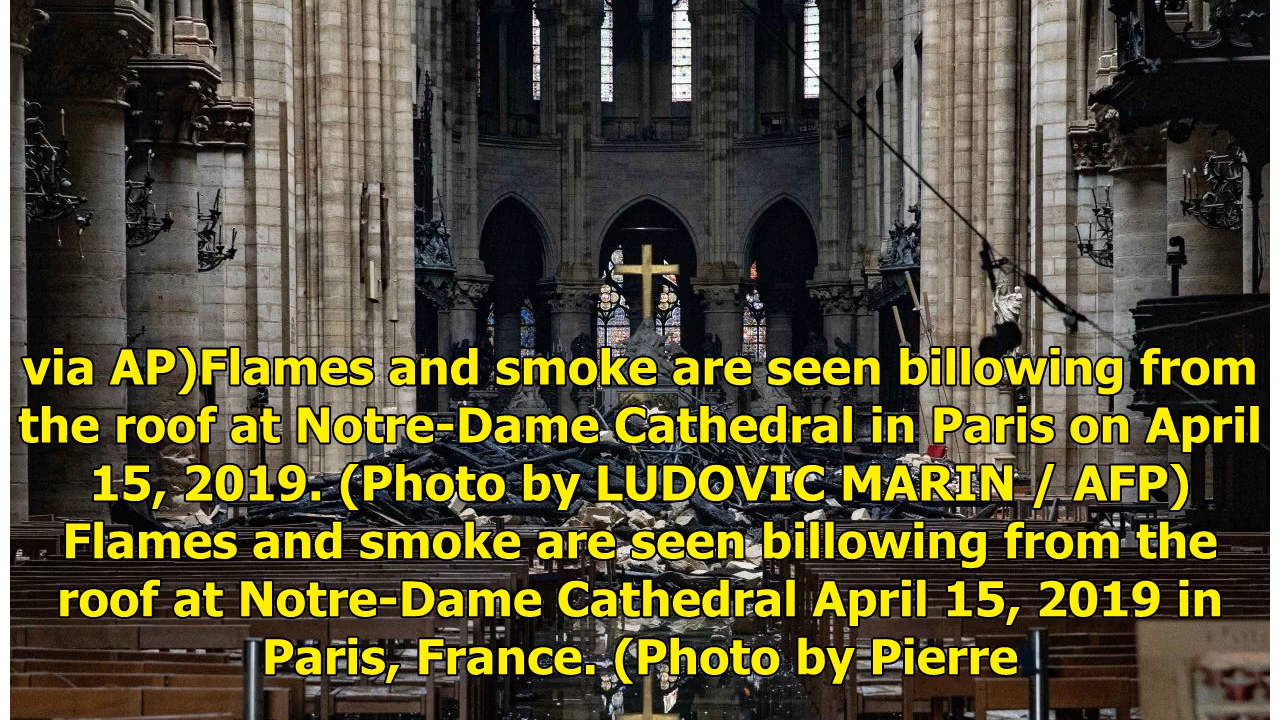 via AP)Flames and smoke are seen billowing from
the roof at Notre-Dame Cathedral in Paris on April
15, 2019. (Photo by LUDOVIC MARIN / AFP)
Flames and smoke are seen billowing from the
roof at Notre-Dame Cathedral April 15, 2019 in
Paris, France. (Photo by Pierre